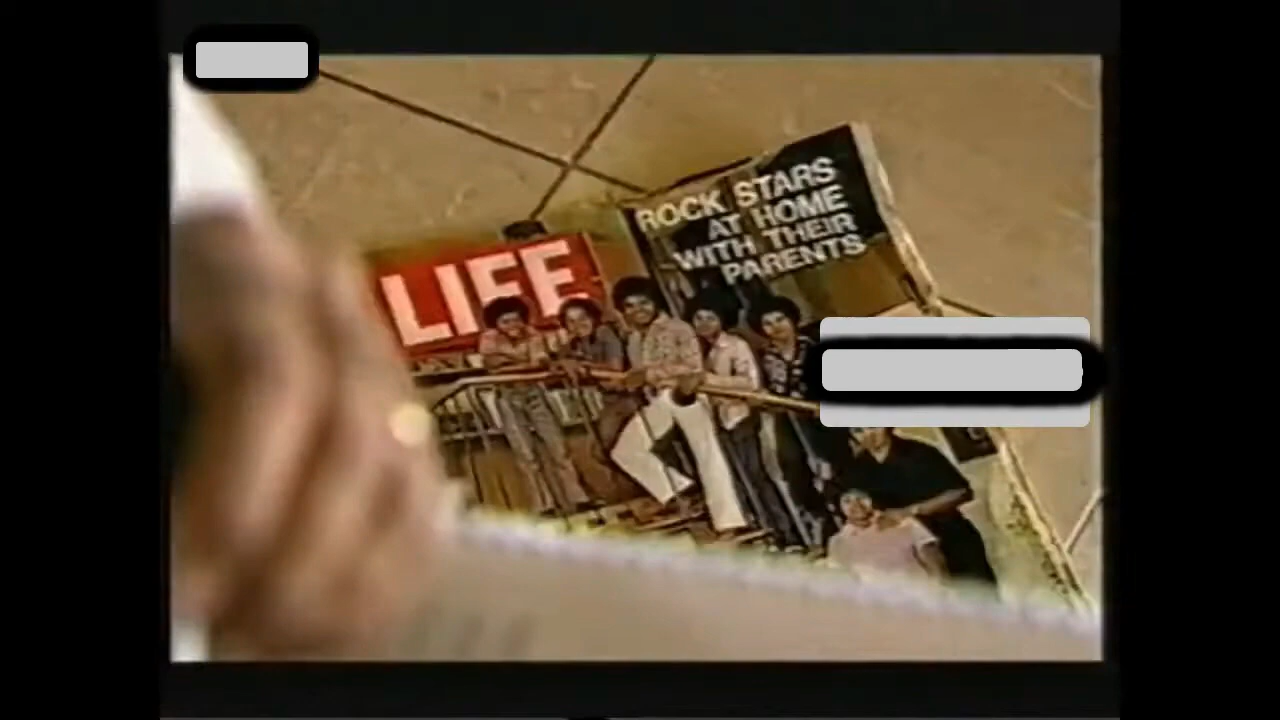 LIFE
ROCK STARS
AT HOME
WITH THEIR
PARENTS